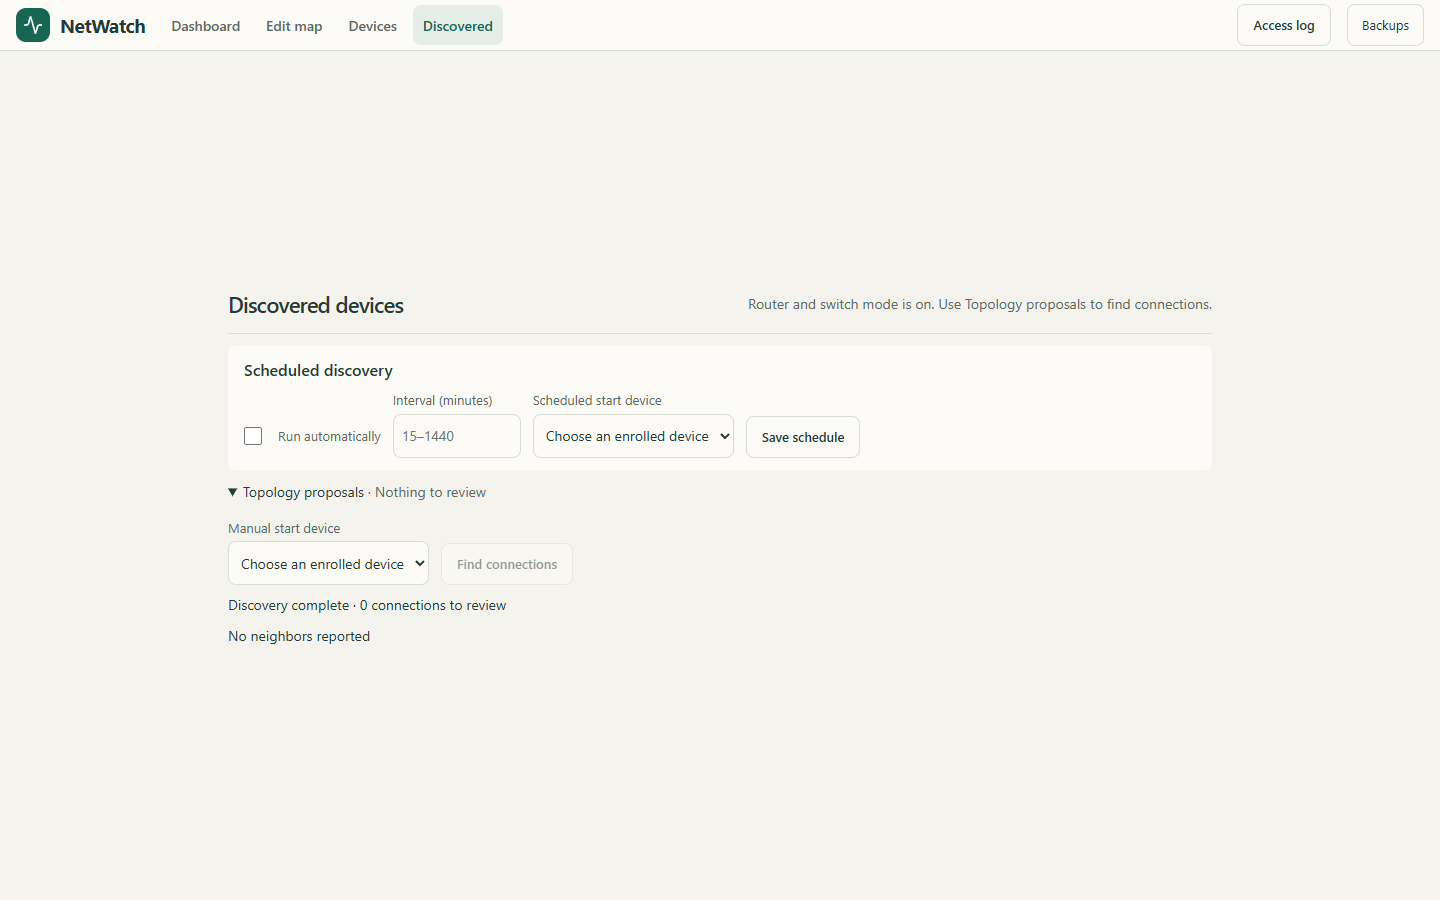 NetWatch Dashboard Edit map Devices Discovered Access log Backups
Discovered devices Router and switch mode is on. Use Topology proposals to find connections.
Scheduled discovery
Interval (minutes) Scheduled start device
Run automatically 15–1440 Choose an enrolled device Save schedule
Topology proposals · Nothing to review
Manual start device
Choose an enrolled device Find connections
Discovery complete · 0 connections to review
No neighbors reported